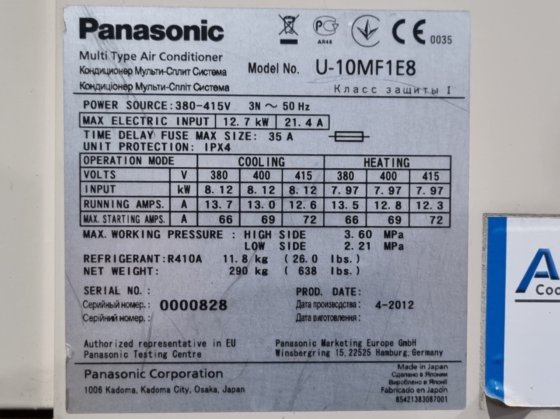 Panasonic
AR46
0035
Multi Type Air Conditioner
Кондиционер Мульти-Сплит Система
Кондиціонер Мульти-Спліт Система
Model No. U-10MF1E8
Класс защиты I
POWER SOURCE: 380-415V 3N ~ 50 Hz
MAX ELECTRIC INPUT 12.7 kW 21.4 A
TIME DELAY FUSE MAX SIZE: 35 A
UNIT PROTECTION: IPX4
OPERATION MODE COOLING HEATING
VOLTS V 380 400 415 380 400 415
INPUT kW 8.12 8.12 8.12 7.97 7.97 7.97
RUNNING AMPS. A 13.7 13.0 12.6 13.5 12.8 12.3
MAX. STARTING AMPS. A 66 69 72 66 69 72
MAX. WORKING PRESSURE : HIGH SIDE 3.60 MPa
LOW SIDE 2.21 MPa
REFRIGERANT: R410A 11.8 kg (26.0 lbs.)
NET WEIGHT: 290 kg ( 638 lbs.)
SERIAL NO. : PROD. DATE:
Серийный номер. : 0000828 Дата производства : 4-2012
Серійний номер. : Дата виготовлення :
Authorized representative in EU Panasonic Marketing Europe GmbH
Panasonic Testing Centre Winsbergring 15, 22525 Hamburg, Germany
Panasonic Corporation
1006 Kadoma, Kadoma City, Osaka, Japan
Made in Japan
Сделано в Японии
Вироблено в Японії
Fabricado en Japón
85421383087001
Coo